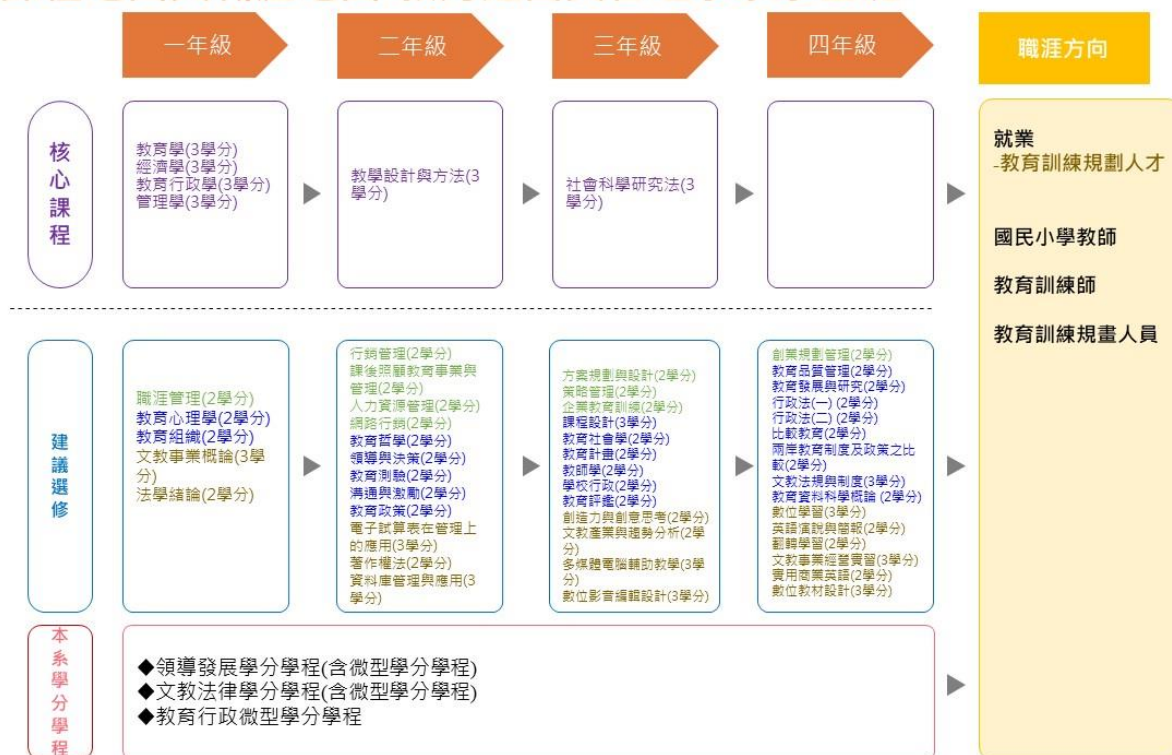 一年級
二年級
三年級
四年級
職涯方向
核心課程
教育學(3學分)
經濟學(3學分)
教育行政學(3學分)
管理學(3學分)
教學設計與方法(3
學分)
社會科學研究法(3
學分)
就業
-教育訓練規劃人才
國民小學教師
教育訓練師
教育訓練規畫人員
建議選修
職涯管理(2學分)
教育心理學(2學分)
教育組織(2學分)
文教事業概論(3學
分)
法學緒論(2學分)
行銷管理(2學分)
課後照顧教育事業與
管理(2學分)
人力資源管理(2學分)
網路行銷(2學分)
教育哲學(2學分)
領導與決策(2學分)
教育測驗(2學分)
溝通與激勵(2學分)
教育政策(2學分)
電子試算表在管理上
的應用(3學分)
著作權法(2學分)
資料庫管理與應用(3
學分)
方案規劃與設計(2學分)
策略管理(2學分)
企業教育訓練(2學分)
課程設計(3學分)
教育社會學(2學分)
教育計畫(2學分)
教師學(2學分)
學校行政(2學分)
教育評鑑(2學分)
創造力與創意思考(2學分)
文教產業與趨勢分析(2學
分)
多媒體電腦輔助教學(3學
分)
數位影音編輯設計(3學分)
創業規劃管理(2學分)
教育品質管理(2學分)
教育發展與研究(2學分)
行政法(一) (2學分)
行政法(二) (2學分)
比較教育(2學分)
兩岸教育制度及政策之比
較(2學分)
文教法規與制度(3學分)
教育資料科學概論 (2學分)
數位學習(3學分)
英語演說與簡報(2學分)
翻轉學習(2學分)
文教事業經營實習(3學分)
實用商業英語(2學分)
數位教材設計(3學分)
本系學分學程
◆領導發展學分學程(含微型學分學程)
◆文教法律學分學程(含微型學分學程)
◆教育行政微型學分學程